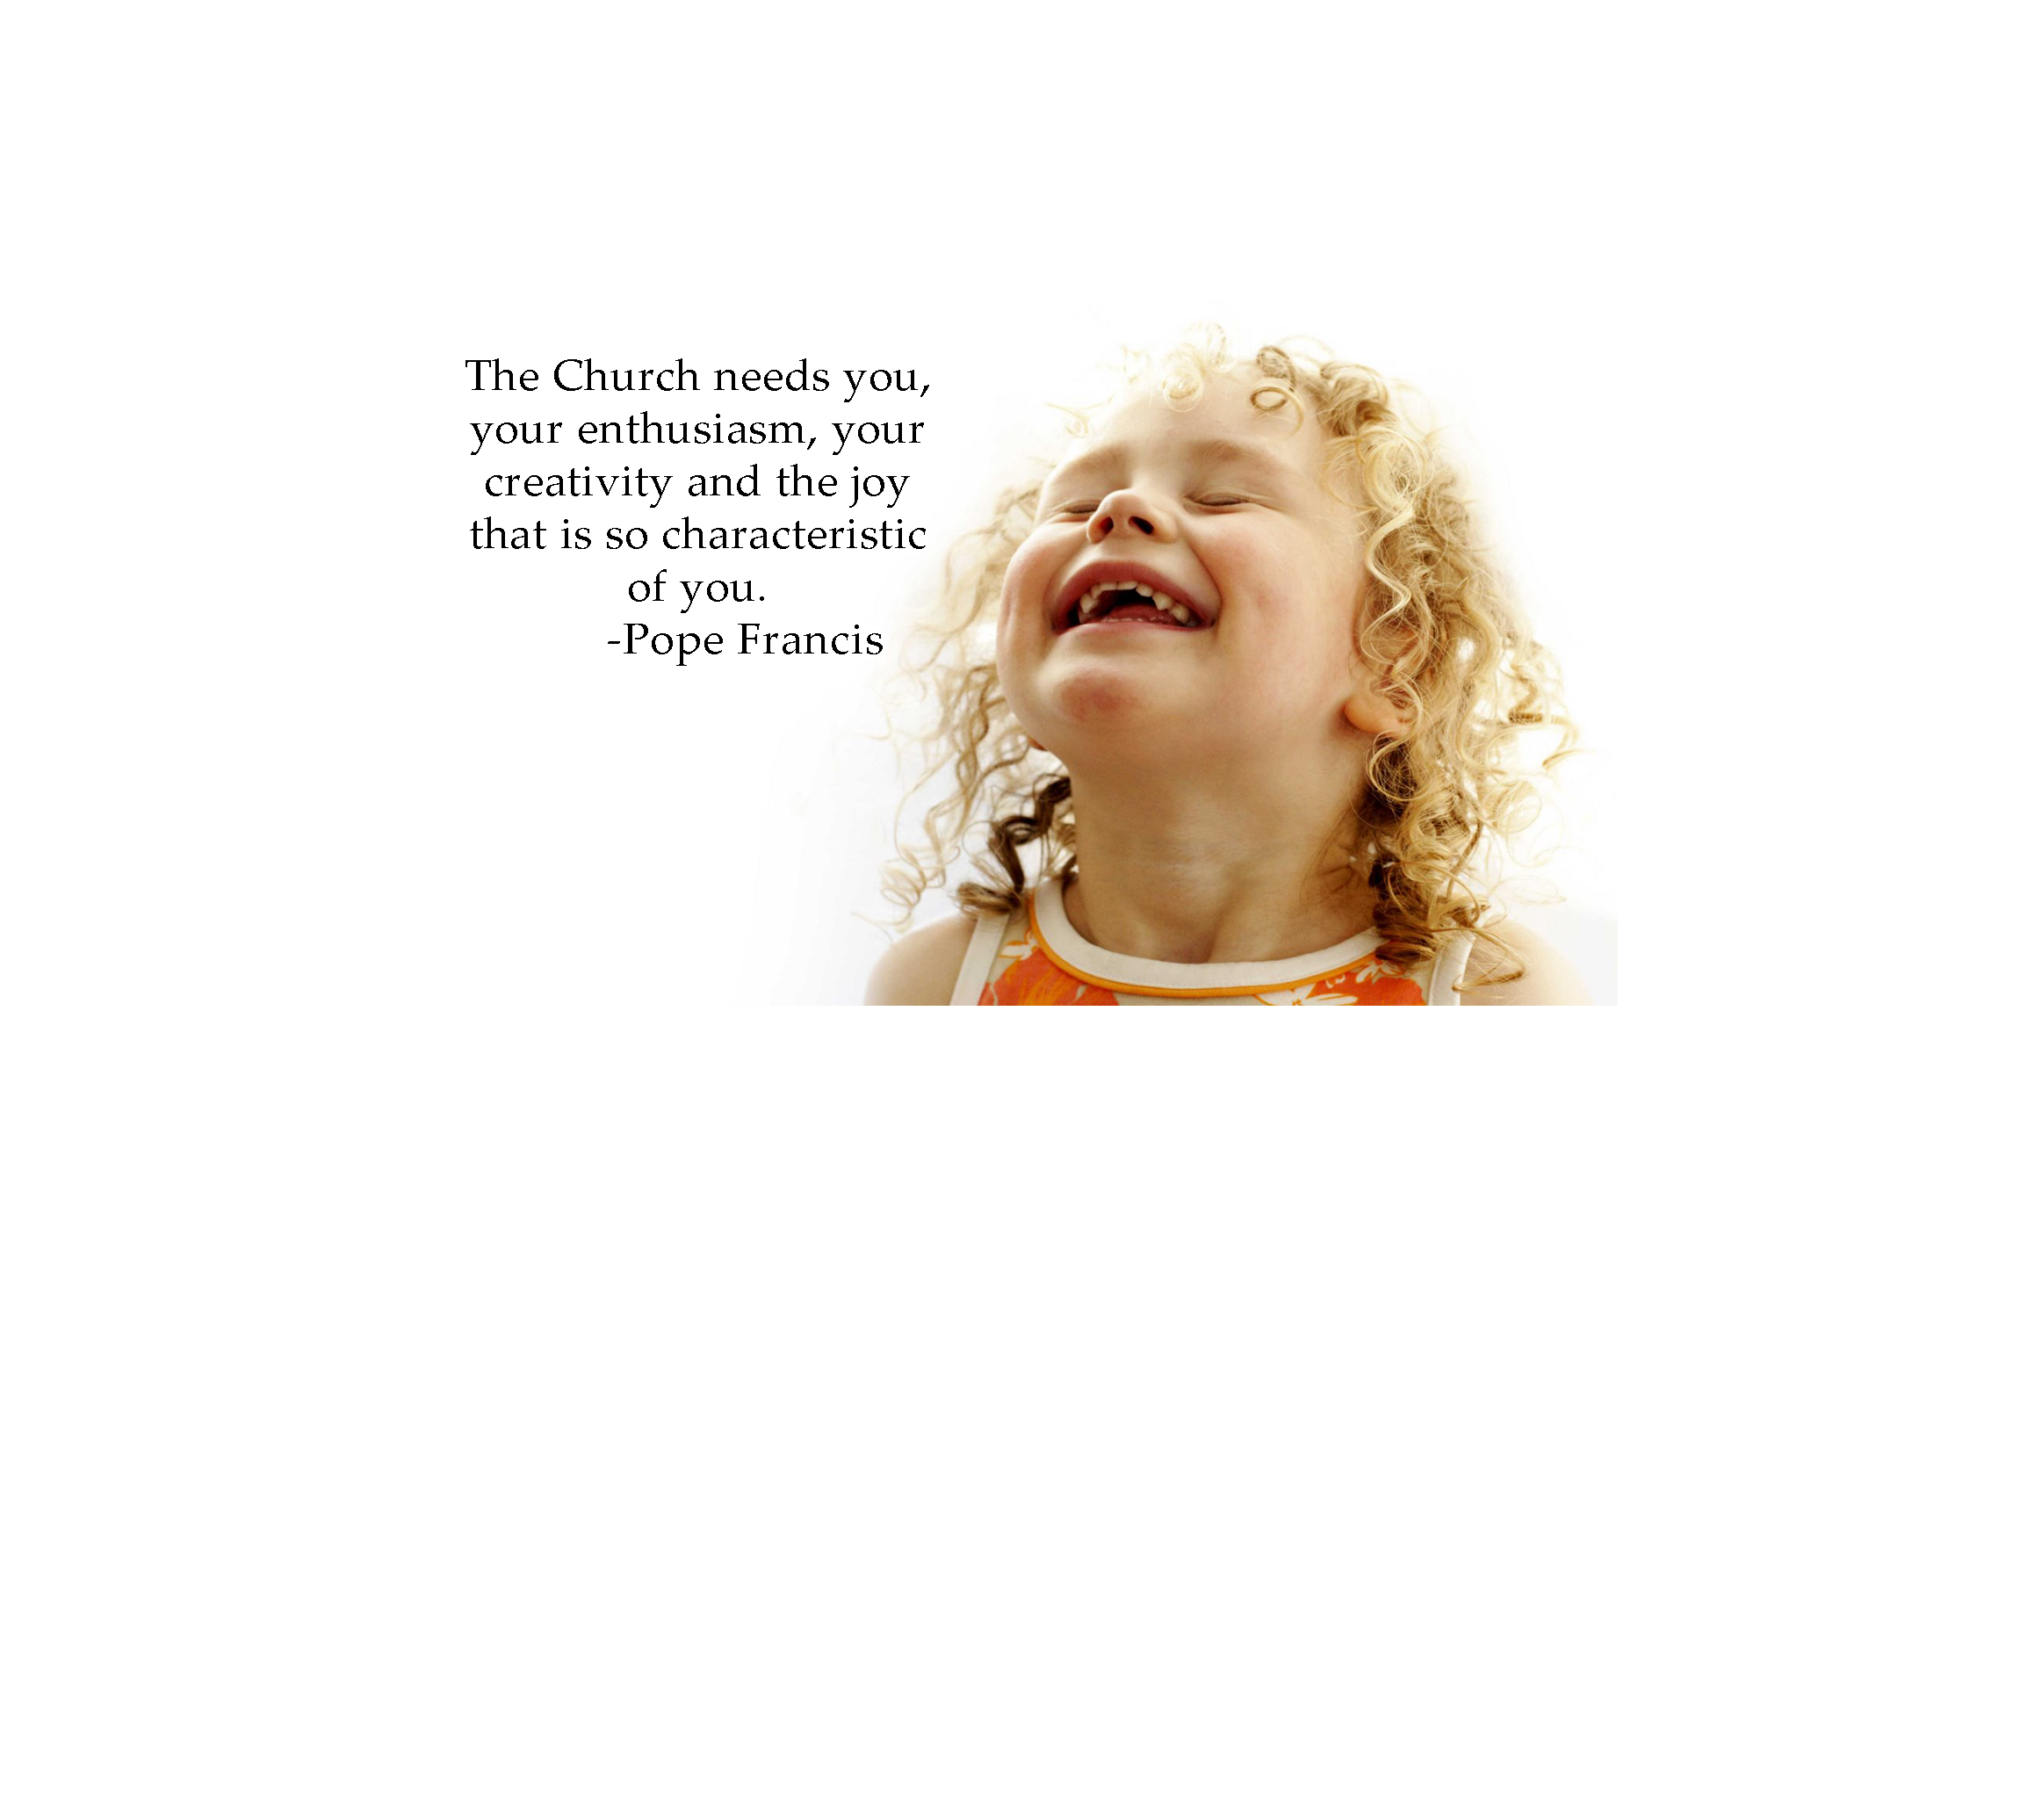 The Church needs you,
your enthusiasm, your
creativity and the joy
that is so characteristic
of you.
-Pope Francis